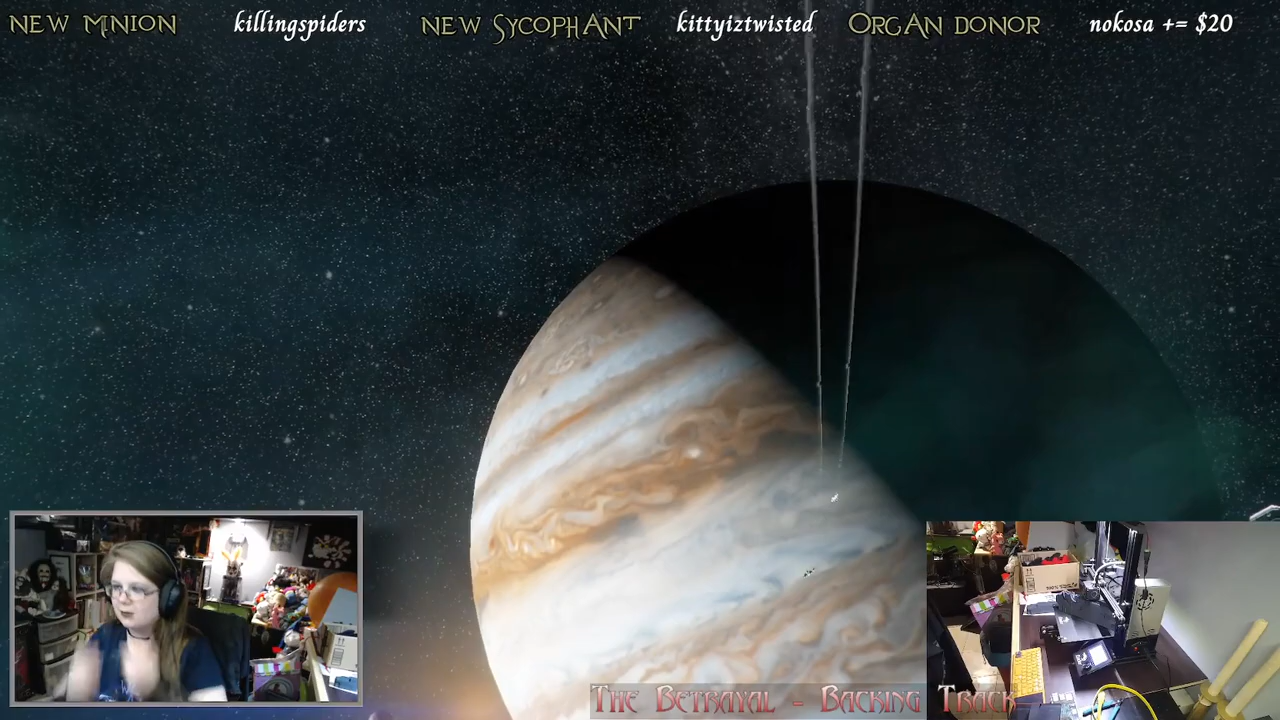 NEW MINION killingspiders NEW SYCOPHANT kittyiztwisted ORGAN DONOR nokosa += $20
The Betrayal - Backing Track